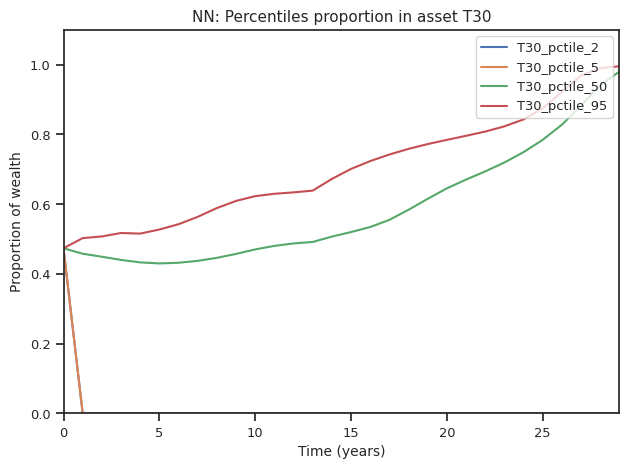 NN: Percentiles proportion in asset T30
T30_pctile_2
T30_pctile_5
T30_pctile_50
T30_pctile_95
Proportion of wealth
1.0
0.8
0.6
0.4
0.2
0.0
0 5 10 15 20 25
Time (years)